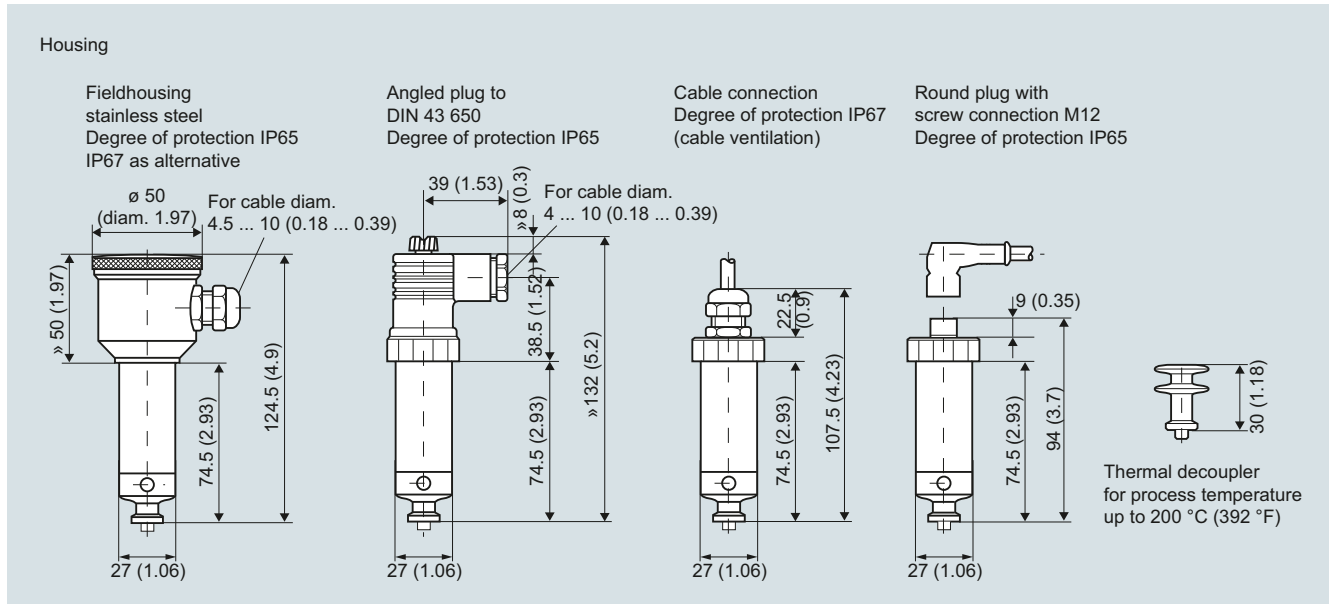 Housing
Fieldhousing
stainless steel
Degree of protection IP65
IP67 as alternative
Angled plug to
DIN 43 650
Degree of protection IP65
Cable connection
Degree of protection IP67
(cable ventilation)
Round plug with
screw connection M12
Degree of protection IP65
ø 50
(diam. 1.97)
For cable diam.
4.5 ... 10 (0.18 ... 0.39)
» 50 (1.97)
74.5 (2.93)
124.5 (4.9)
27 (1.06)
39 (1.53)
»8 (0.3)
For cable diam.
4 ... 10 (0.18 ... 0.39)
38.5 (1.52)
74.5 (2.93)
»132 (5.2)
27 (1.06)
22.5
(0.9)
74.5 (2.93)
107.5 (4.23)
27 (1.06)
9 (0.35)
74.5 (2.93)
94 (3.7)
27 (1.06)
30 (1.18)
Thermal decoupler
for process temperature
up to 200 °C (392 °F)